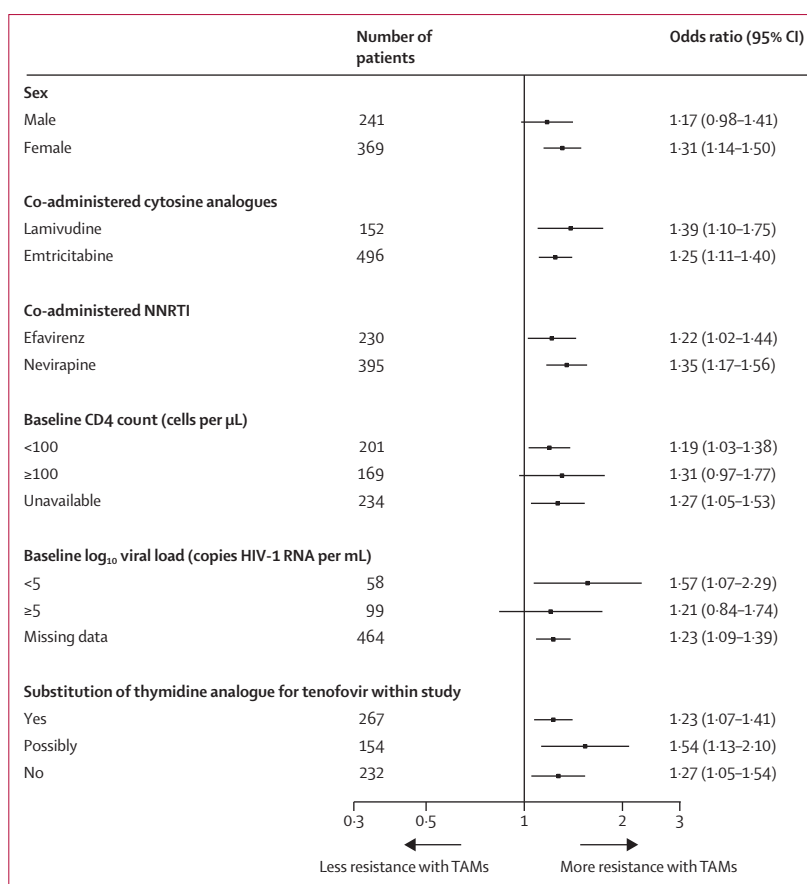 Number of patients Odds ratio (95% CI)
Sex
Male 241 1·17 (0·98–1·41)
Female 369 1·31 (1·14–1·50)
Co-administered cytosine analogues
Lamivudine 152 1·39 (1·10–1·75)
Emtricitabine 496 1·25 (1·11–1·40)
Co-administered NNRTI
Efavirenz 230 1·22 (1·02–1·44)
Nevirapine 395 1·35 (1·17–1·56)
Baseline CD4 count (cells per μL)
<100 201 1·19 (1·03–1·38)
≥100 169 1·31 (0·97–1·77)
Unavailable 234 1·27 (1·05–1·53)
Baseline log₁₀ viral load (copies HIV-1 RNA per mL)
<5 58 1·57 (1·07–2·29)
≥5 99 1·21 (0·84–1·74)
Missing data 464 1·23 (1·09–1·39)
Substitution of thymidine analogue for tenofovir within study
Yes 267 1·23 (1·07–1·41)
Possibly 154 1·54 (1·13–2·10)
No 232 1·27 (1·05–1·54)
0·3 0·5 1 2 3
Less resistance with TAMs More resistance with TAMs